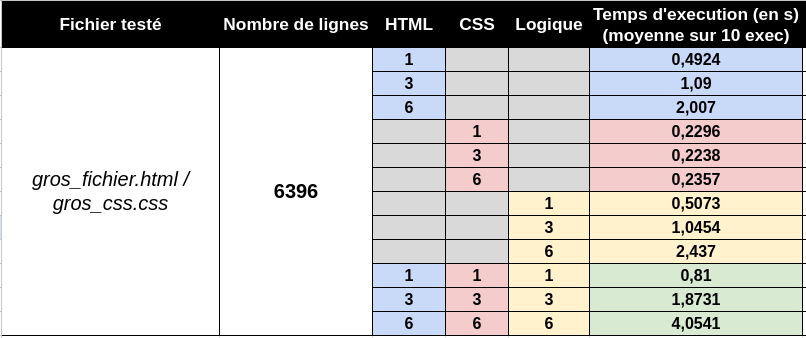 Fichier testé Nombre de lignes HTML CSS Logique Temps d'execution (en s)
(moyenne sur 10 exec)
1 0,4924
3 1,09
6 2,007
1 0,2296
3 0,2238
gros_fichier.html /
gros_css.css
6396
6 0,2357
1 0,5073
3 1,0454
6 2,437
1 1 1 0,81
3 3 3 1,8731
6 6 6 4,0541